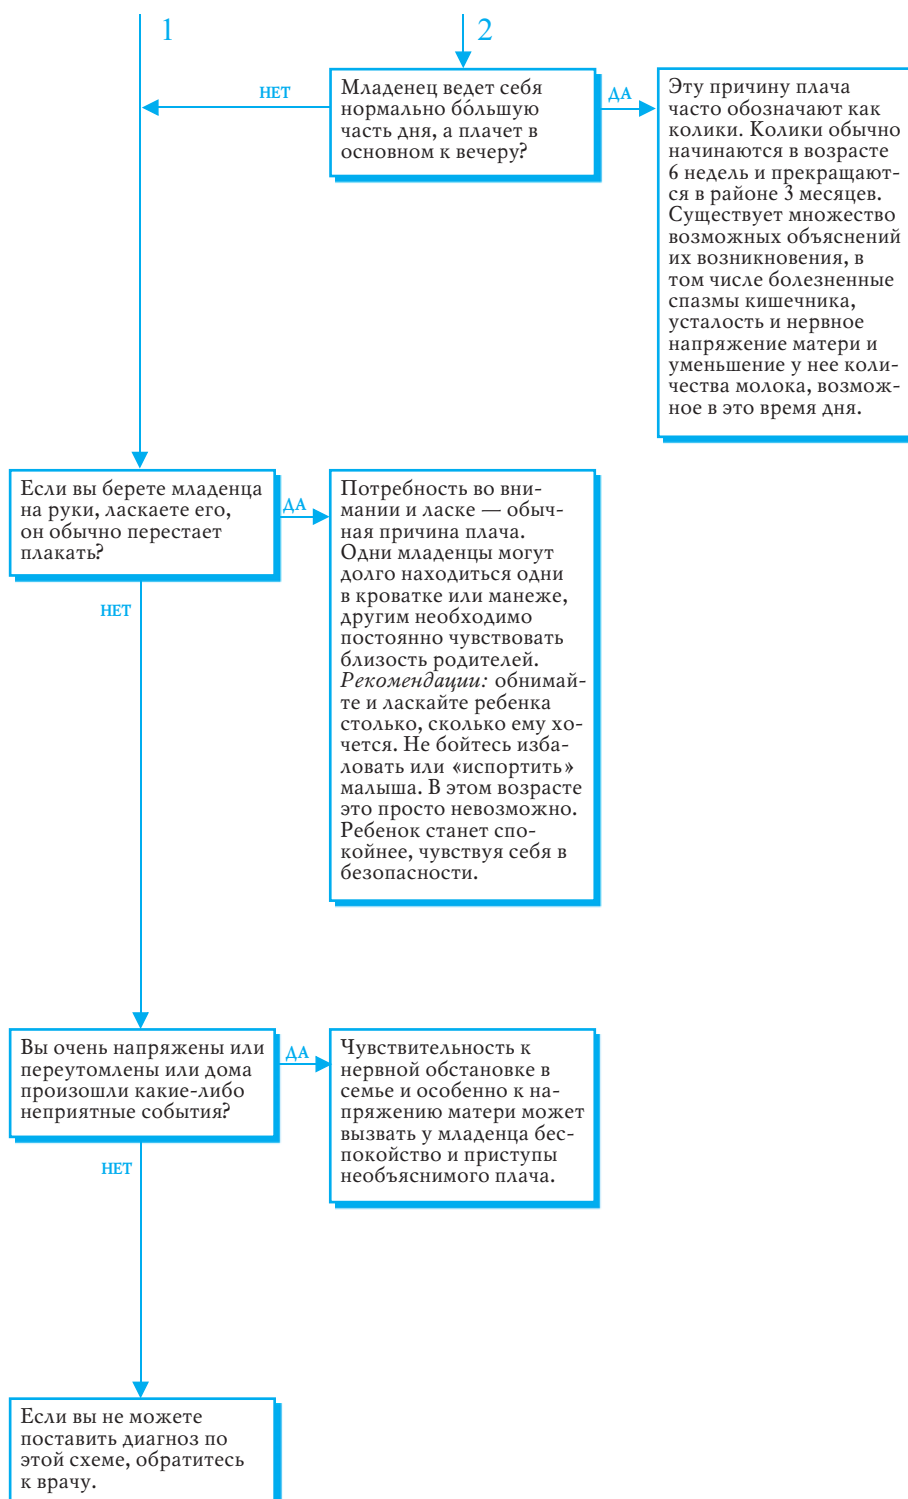 1
2
НЕТ
Младенец ведет себя
нормально бо́льшую
часть дня, а плачет в
основном к вечеру?
ДА
Эту причину плача
часто обозначают как
колики. Колики обычно
начинаются в возрасте
6 недель и прекращают-
ся в районе 3 месяцев.
Существует множество
возможных объяснений
их возникновения, в
том числе болезненные
спазмы кишечника,
усталость и нервное
напряжение матери и
уменьшение у нее коли-
чества молока, возмож-
ное в это время дня.
Если вы берете младенца
на руки, ласкаете его,
он обычно перестает
плакать?
ДА
Потребность во вни-
мании и ласке — обыч-
ная причина плача.
Одни младенцы могут
долго находиться одни
в кроватке или манеже,
другим необходимо
постоянно чувствовать
близость родителей.
Рекомендации: обнимай-
те и ласкайте ребенка
столько, сколько ему хо-
чется. Не бойтесь изба-
ловать или «испортить»
малыша. В этом возрасте
это просто невозможно.
Ребенок станет спо-
койнее, чувствуя себя в
безопасности.
НЕТ
Вы очень напряжены или
переутомлены или дома
произошли какие-либо
неприятные события?
ДА
Чувствительность к
нервной обстановке в
семье и особенно к на-
пряжению матери может
вызвать у младенца бес-
покойство и приступы
необъяснимого плача.
НЕТ
Если вы не можете
поставить диагноз по
этой схеме, обратитесь
к врачу.